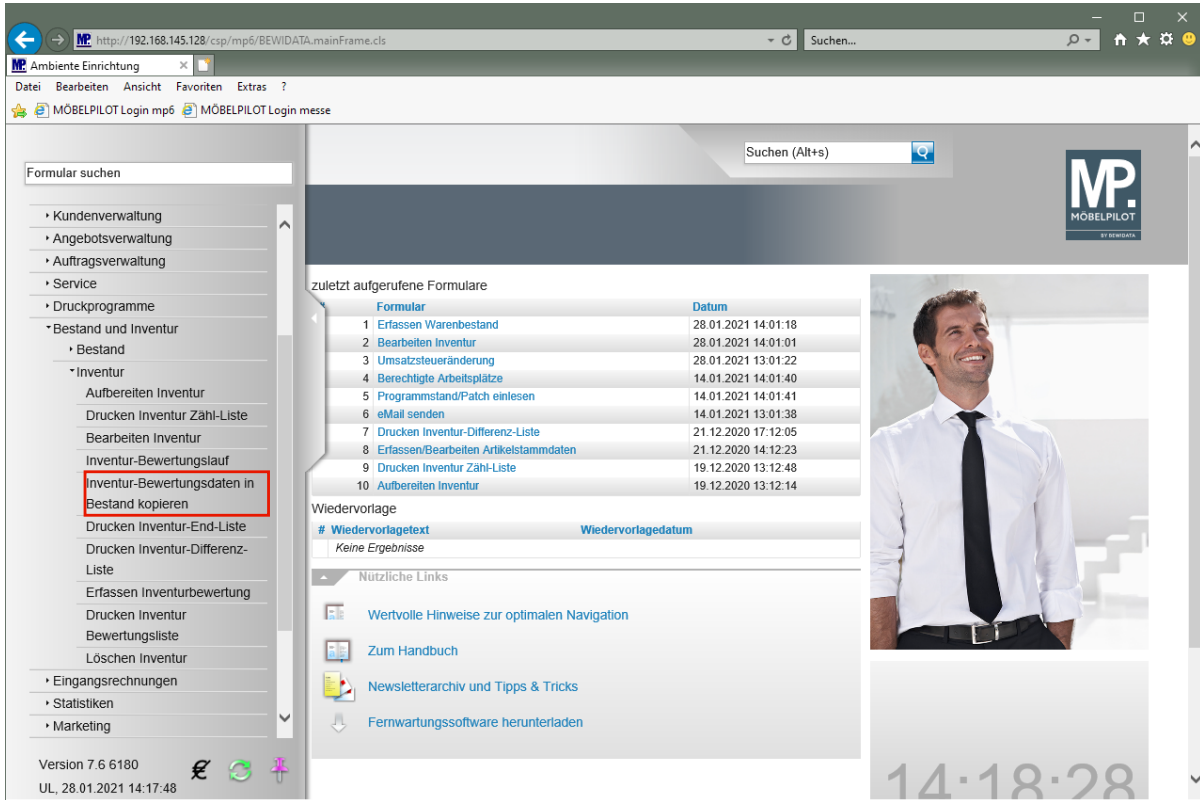 http://192.168.145.128/csp/mp6/BEWIDATA.mainFrame.cls
Suchen...
MP. Ambiente Einrichtung
Datei Bearbeiten Ansicht Favoriten Extras ?
MÖBELPILOT Login mp6 MÖBELPILOT Login messe
Suchen (Alt+s)
Formular suchen
MP.
MÖBELPILOT
BY BEWIDATA
Kundenverwaltung
Angebotsverwaltung
Auftragsverwaltung
Service
Druckprogramme
Bestand und Inventur
Bestand
Inventur
Aufbereiten Inventur
Drucken Inventur Zähl-Liste
Bearbeiten Inventur
Inventur-Bewertungslauf
Inventur-Bewertungsdaten in
Bestand kopieren
Drucken Inventur-End-Liste
Drucken Inventur-Differenz-
Liste
Erfassen Inventurbewertung
Drucken Inventur
Bewertungsliste
Löschen Inventur
Eingangsrechnungen
Statistiken
Marketing
Version 7.6 6180
UL, 28.01.2021 14:17:48
zuletzt aufgerufene Formulare
# Formular Datum
1 Erfassen Warenbestand 28.01.2021 14:01:18
2 Bearbeiten Inventur 28.01.2021 14:01:01
3 Umsatzsteueränderung 28.01.2021 13:01:22
4 Berechtigte Arbeitsplätze 14.01.2021 14:01:40
5 Programmstand/Patch einlesen 14.01.2021 14:01:41
6 eMail senden 14.01.2021 13:01:38
7 Drucken Inventur-Differenz-Liste 21.12.2020 17:12:05
8 Erfassen/Bearbeiten Artikelstammdaten 21.12.2020 14:12:23
9 Drucken Inventur Zähl-Liste 19.12.2020 13:12:48
10 Aufbereiten Inventur 19.12.2020 13:12:14
Wiedervorlage
# Wiedervorlagetext Wiedervorlagedatum
Keine Ergebnisse
Nützliche Links
Wertvolle Hinweise zur optimalen Navigation
Zum Handbuch
Newsletterarchiv und Tipps & Tricks
Fernwartungssoftware herunterladen
14:18:28